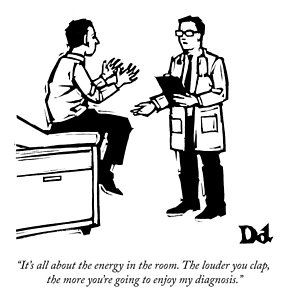 Dd
“It’s all about the energy in the room. The louder you clap,
the more you’re going to enjoy my diagnosis.”